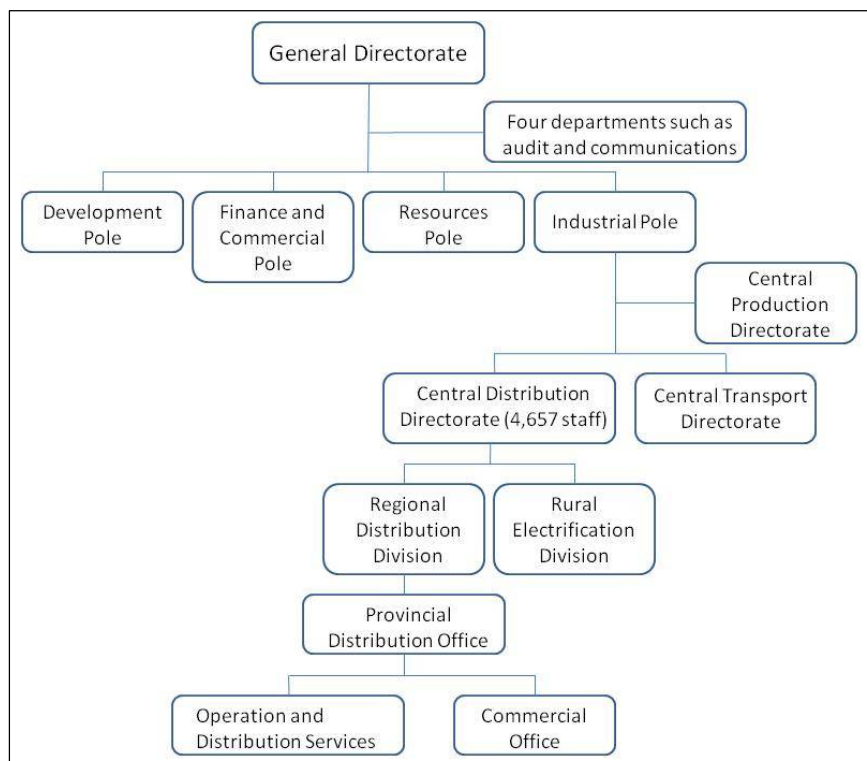 General Directorate
Four departments such as
audit and communications
Development
Pole
Finance and
Commercial
Pole
Resources
Pole
Industrial Pole
Central
Production
Directorate
Central Distribution
Directorate (4,657 staff)
Central Transport
Directorate
Regional
Distribution
Division
Rural
Electrification
Division
Provincial
Distribution Office
Operation and
Distribution Services
Commercial
Office